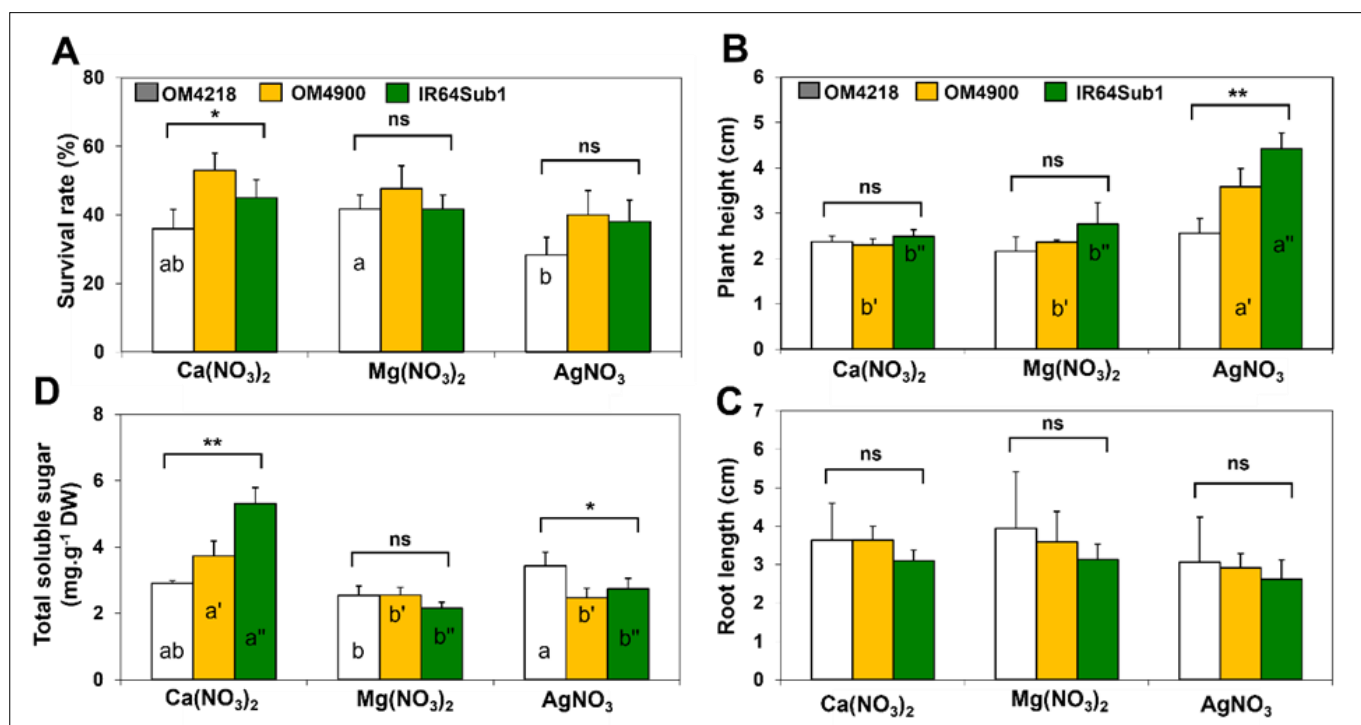 A
Survival rate (%)
80
60
40
20
0
OM4218 OM4900 IR64Sub1
* ns ns
ab a b
Ca(NO₃)₂ Mg(NO₃)₂ AgNO₃
B
Plant height (cm)
6
5
4
3
2
1
0
OM4218 OM4900 IR64Sub1
ns ns **
b' b" b' b" a' a"
Ca(NO₃)₂ Mg(NO₃)₂ AgNO₃
D
Total soluble sugar
(mg.g⁻¹ DW)
8
6
4
2
0
** ns *
ab a' a" b b' b" a b' b"
Ca(NO₃)₂ Mg(NO₃)₂ AgNO₃
C
Root length (cm)
7
6
5
4
3
2
1
0
ns ns ns
Ca(NO₃)₂ Mg(NO₃)₂ AgNO₃